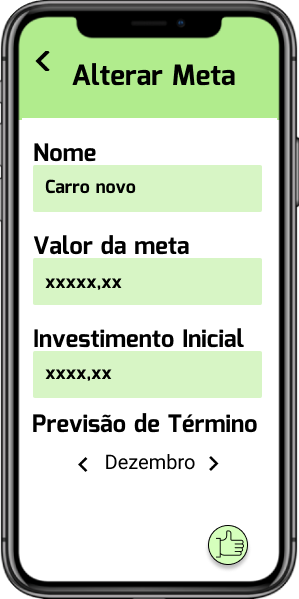 Alterar Meta
Nome
Carro novo
Valor da meta
xxxxx,xx
Investimento Inicial
xxxx,xx
Previsão de Término
Dezembro